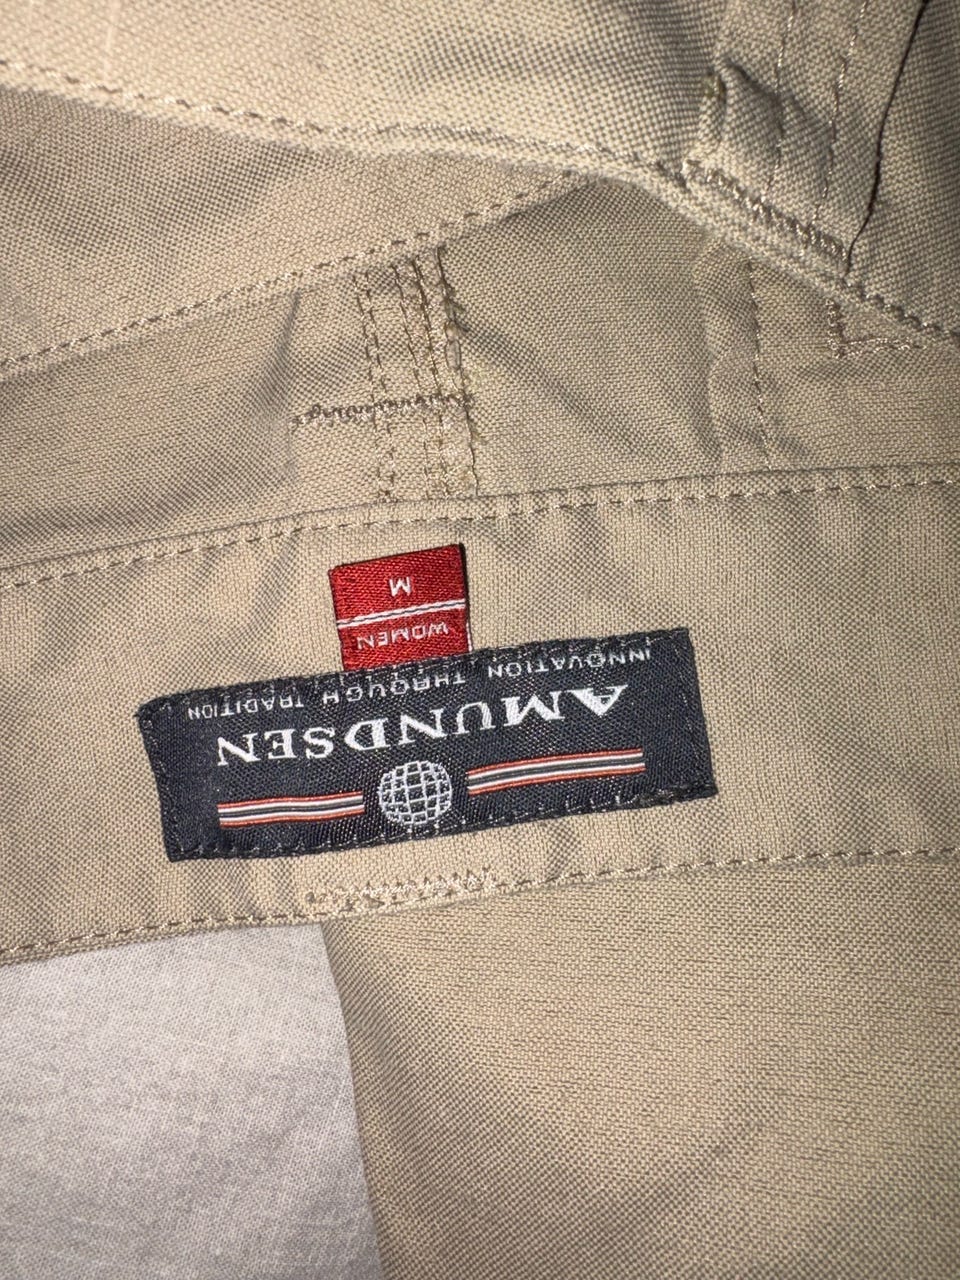 AMUNDSEN
INNOVATION THROUGH TRADITION
WOMEN
M